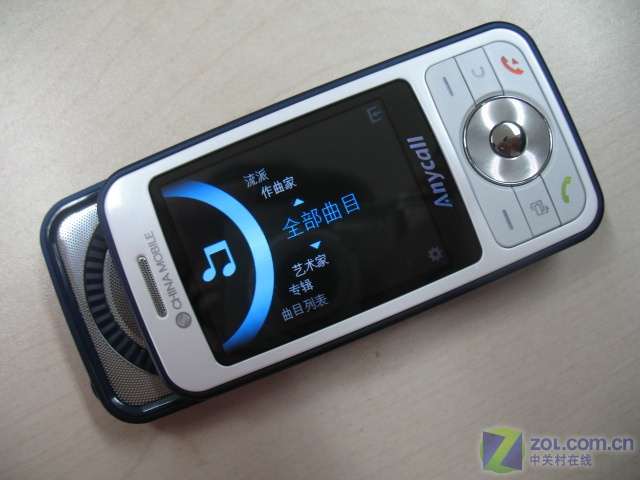 流派
作曲家
全部曲目
艺术家
专辑
曲目列表
Anycall
CHINA MOBILE
ZOL.COM.CN
中关村在线